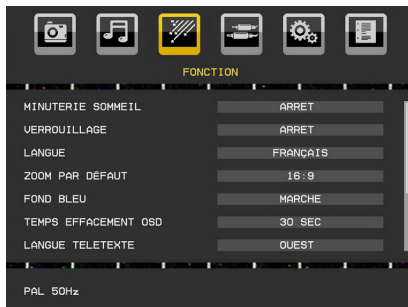 FONCTION
MINUTERIE SOMMEIL ARRET
VERROUILLAGE ARRET
LANGUE FRANÇAIS
ZOOM PAR DÉFAUT 16:9
FOND BLEU MARCHE
TEMPS EFFACEMENT OSD 30 SEC
LANGUE TELETEXTE OUEST
PAL 50Hz